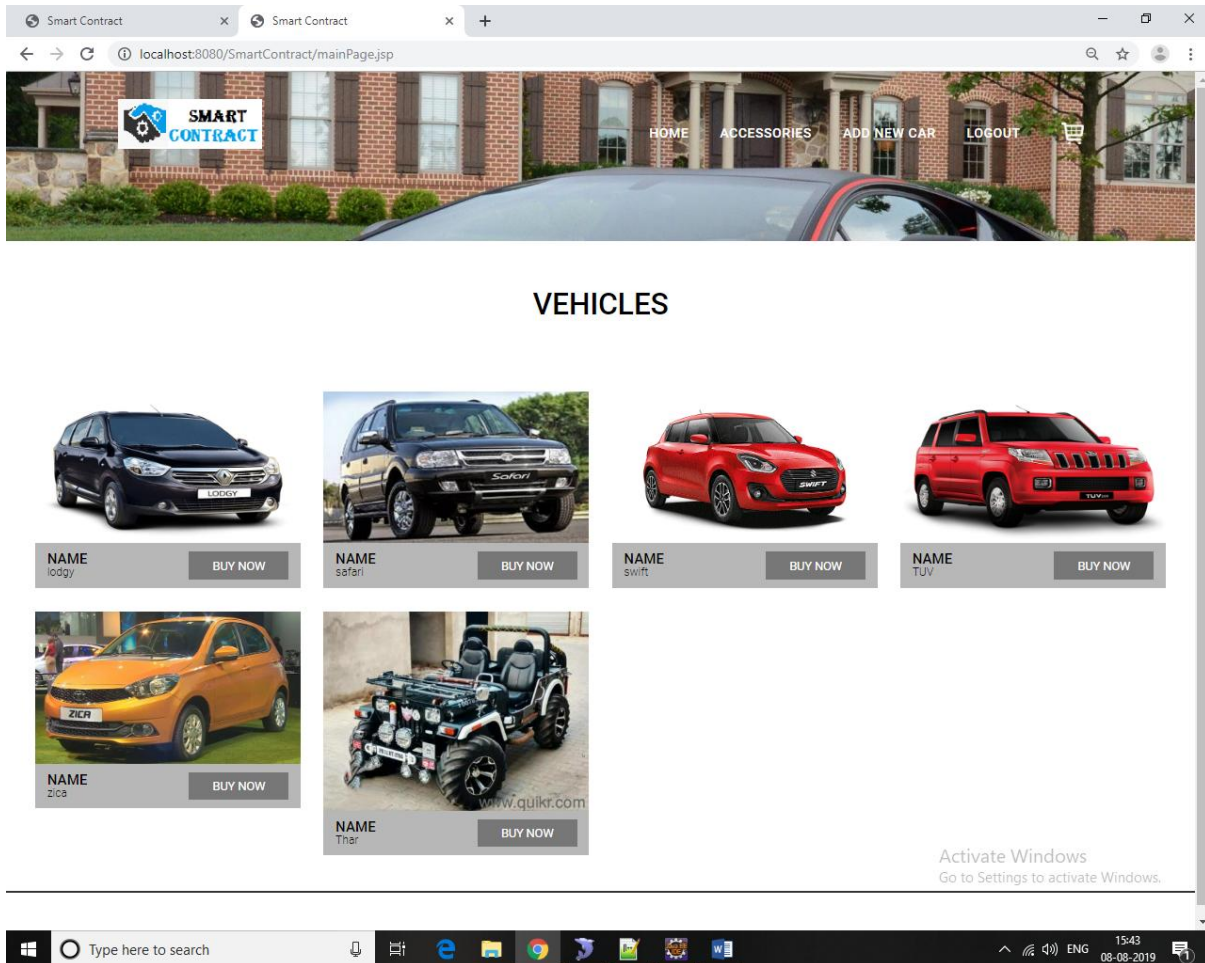 Smart Contract
Smart Contract
localhost:8080/SmartContract/mainPage.jsp
SMART
CONTRACT
HOME ACCESSORIES ADD NEW CAR LOGOUT
VEHICLES
LODGY
Safari
SWIFT
TUV
NAME
lodgy
BUY NOW
NAME
safari
BUY NOW
NAME
swift
BUY NOW
NAME
TUV
BUY NOW
ZICA
www.quikr.com
NAME
zica
BUY NOW
NAME
Thar
BUY NOW
Activate Windows
Go to Settings to activate Windows.
Type here to search
ENG
15:43
08-08-2019